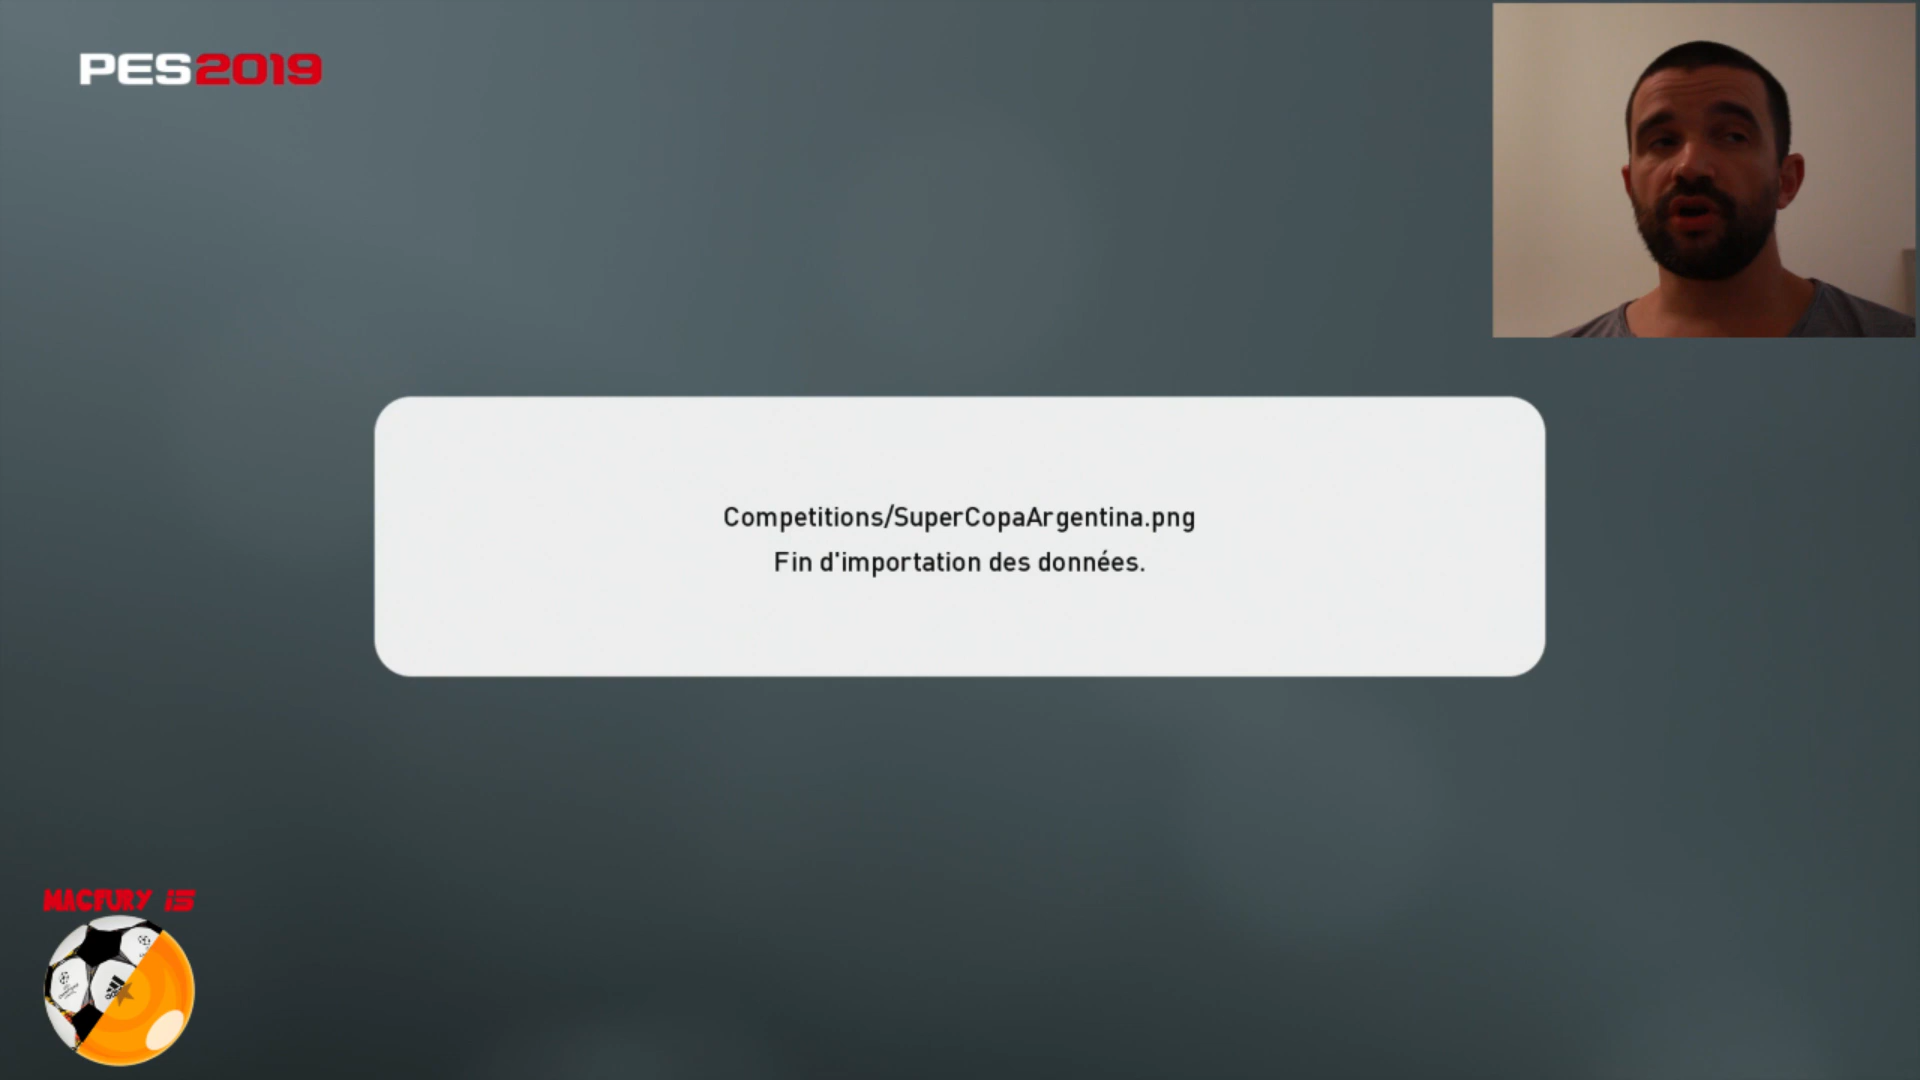 PES2019
Competitions/SuperCopaArgentina.png
Fin d'importation des données.
MACFURY 15